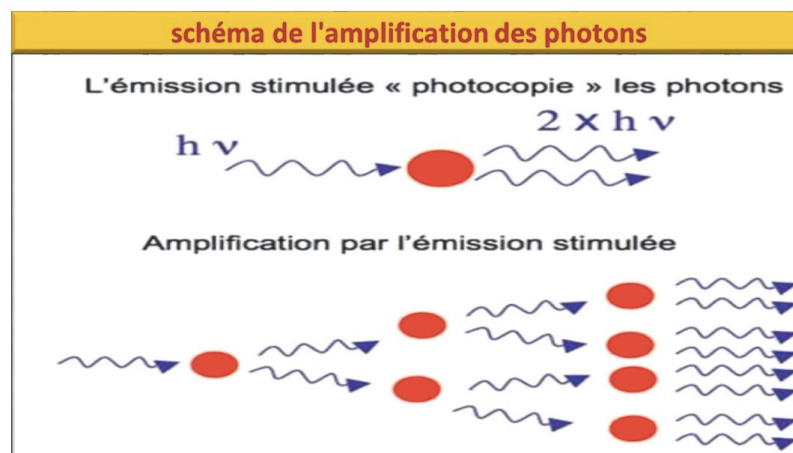 schéma de l'amplification des photons
L'émission stimulée « photocopie » les photons
h ν
2 x h ν
Amplification par l'émission stimulée